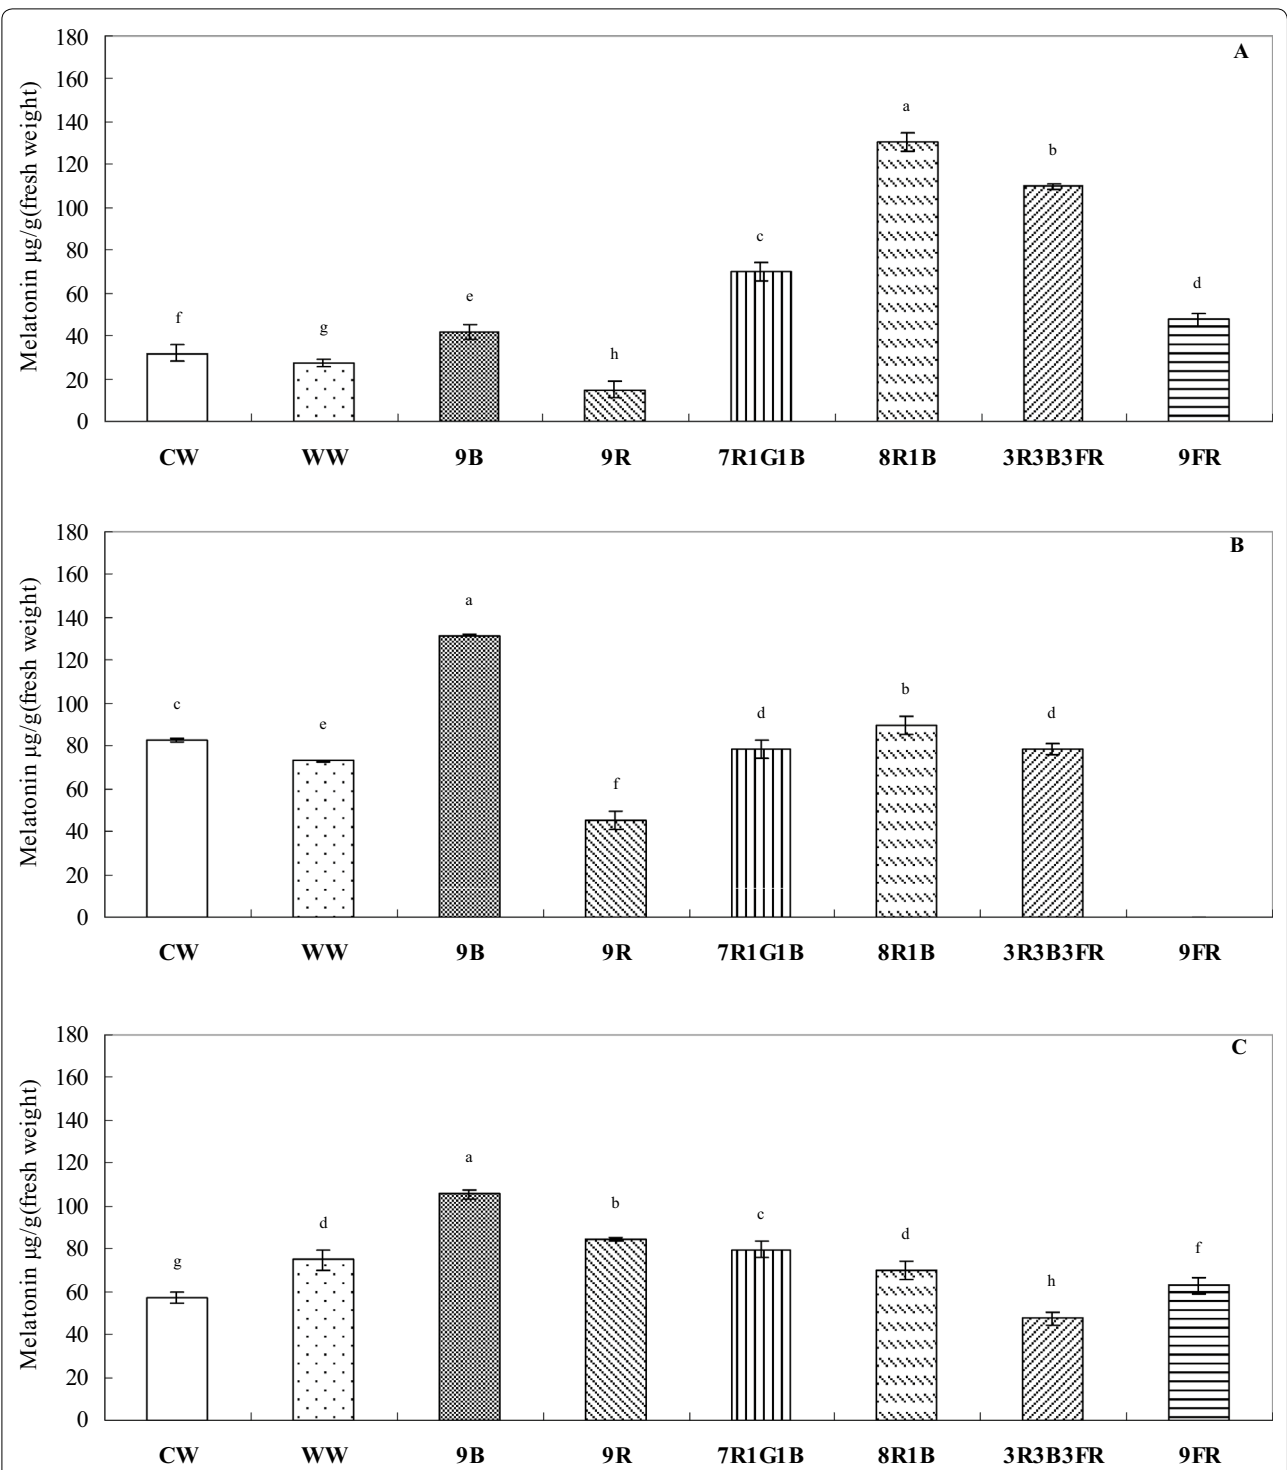 180
A
160
140
120
100
80
60
40
20
0
Melatonin µg/g(fresh weight)
f
g
e
h
c
a
b
d
CW WW 9B 9R 7R1G1B 8R1B 3R3B3FR 9FR
180
B
160
140
120
100
80
60
40
20
0
Melatonin µg/g(fresh weight)
c
e
a
f
d
b
d
CW WW 9B 9R 7R1G1B 8R1B 3R3B3FR 9FR
180
C
160
140
120
100
80
60
40
20
0
Melatonin µg/g(fresh weight)
g
d
a
b
c
d
h
f
CW WW 9B 9R 7R1G1B 8R1B 3R3B3FR 9FR